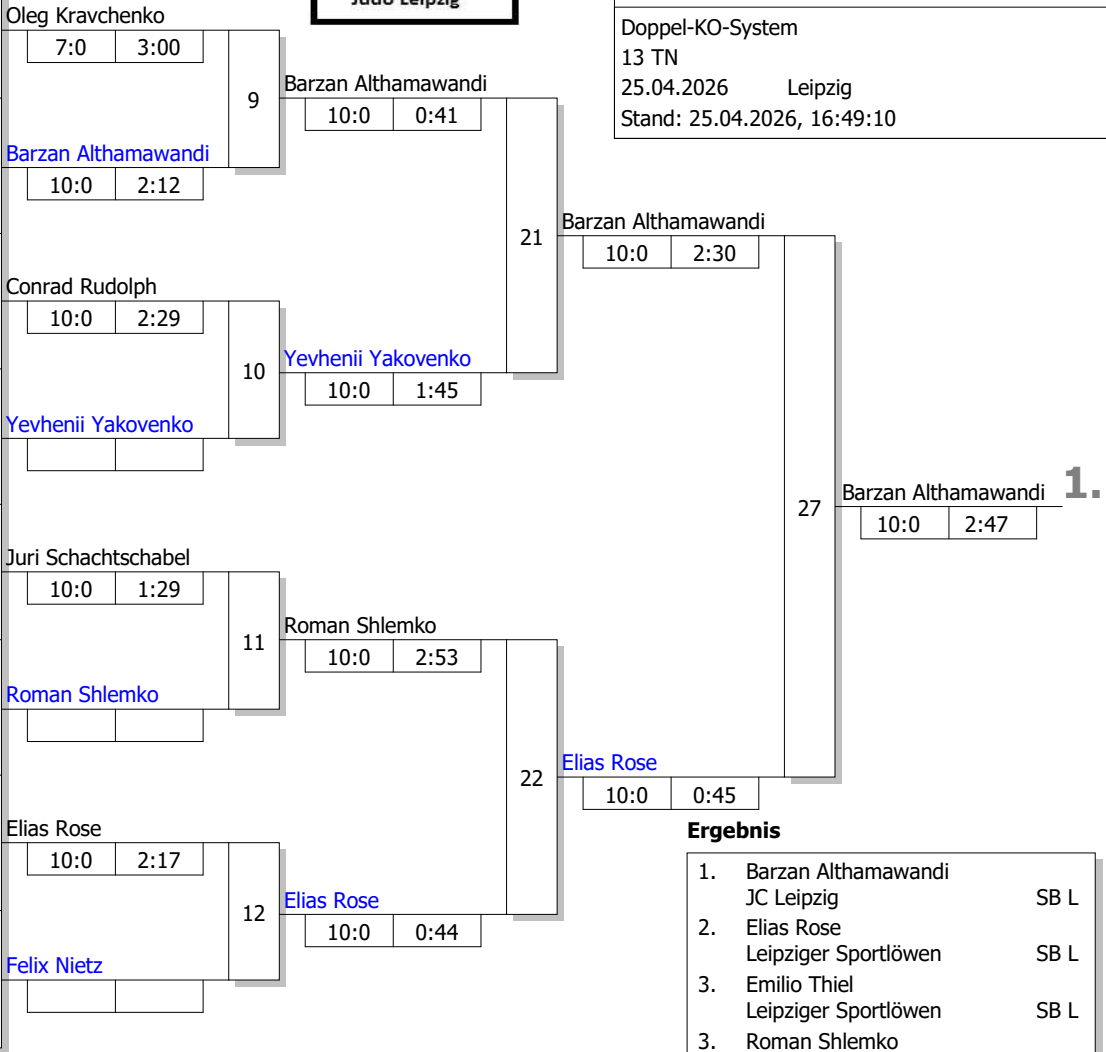 Judo Leipzig
Doppel-KO-System
13 TN
25.04.2026 Leipzig
Stand: 25.04.2026, 16:49:10
Oleg Kravchenko
7:0 3:00
9
Barzan Althamawandi
10:0 0:41
Barzan Althamawandi
10:0 2:12
21
Barzan Althamawandi
10:0 2:30
Conrad Rudolph
10:0 2:29
10
Yevhenii Yakovenko
10:0 1:45
Yevhenii Yakovenko
27
Barzan Althamawandi 1.
10:0 2:47
Juri Schachtschabel
10:0 1:29
11
Roman Shlemko
10:0 2:53
Roman Shlemko
22
Elias Rose
10:0 0:45
Elias Rose
10:0 2:17
12
Elias Rose
10:0 0:44
Felix Nietz
Ergebnis
1. Barzan Althamawandi
JC Leipzig SB L
2. Elias Rose
Leipziger Sportlöwen SB L
3. Emilio Thiel
Leipziger Sportlöwen SB L
3. Roman Shlemko